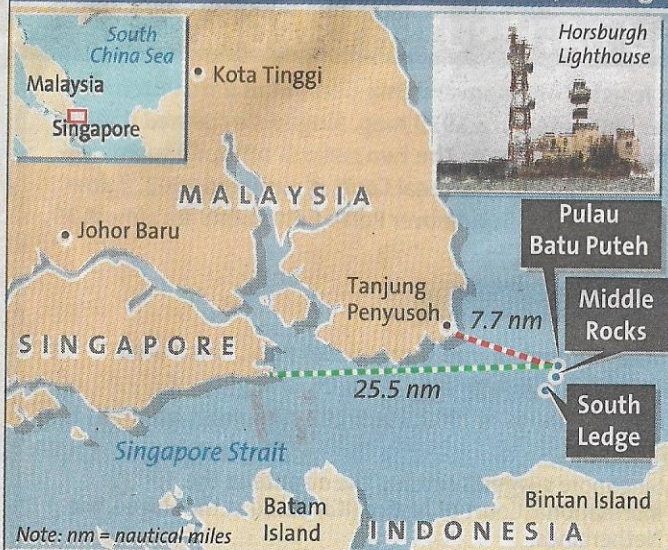 South
China Sea
Malaysia
Singapore
Kota Tinggi
Horsburgh
Lighthouse
MALAYSIA
Johor Baru
Pulau
Batu Puteh
Tanjung
Penyusoh
7.7 nm
Middle
Rocks
SINGAPORE
25.5 nm
South
Ledge
Singapore Strait
Batam
Island
Bintan Island
INDONESIA
Note: nm = nautical miles